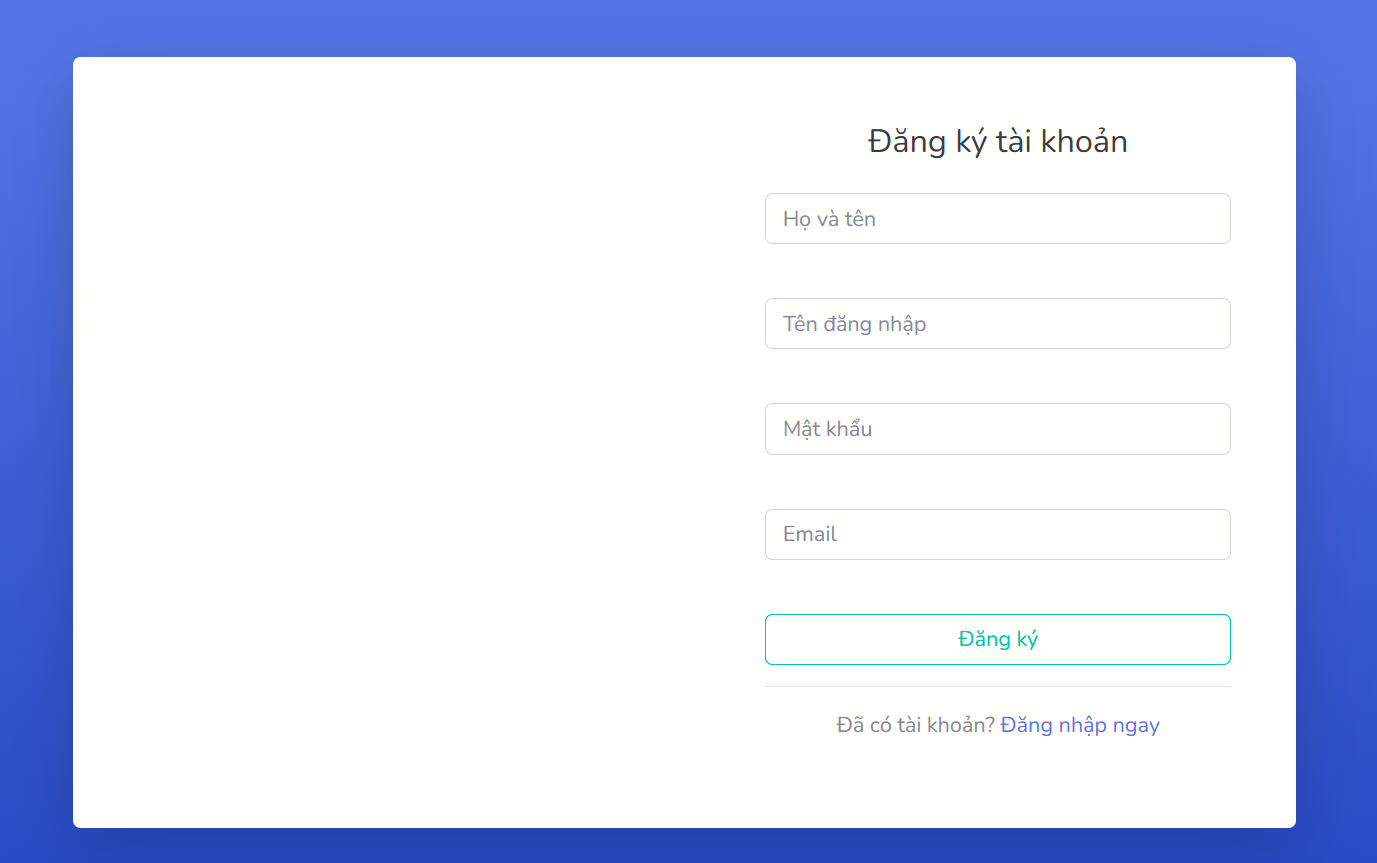 Đăng ký tài khoản
Họ và tên
Tên đăng nhập
Mật khẩu
Email
Đăng ký
Đã có tài khoản? Đăng nhập ngay